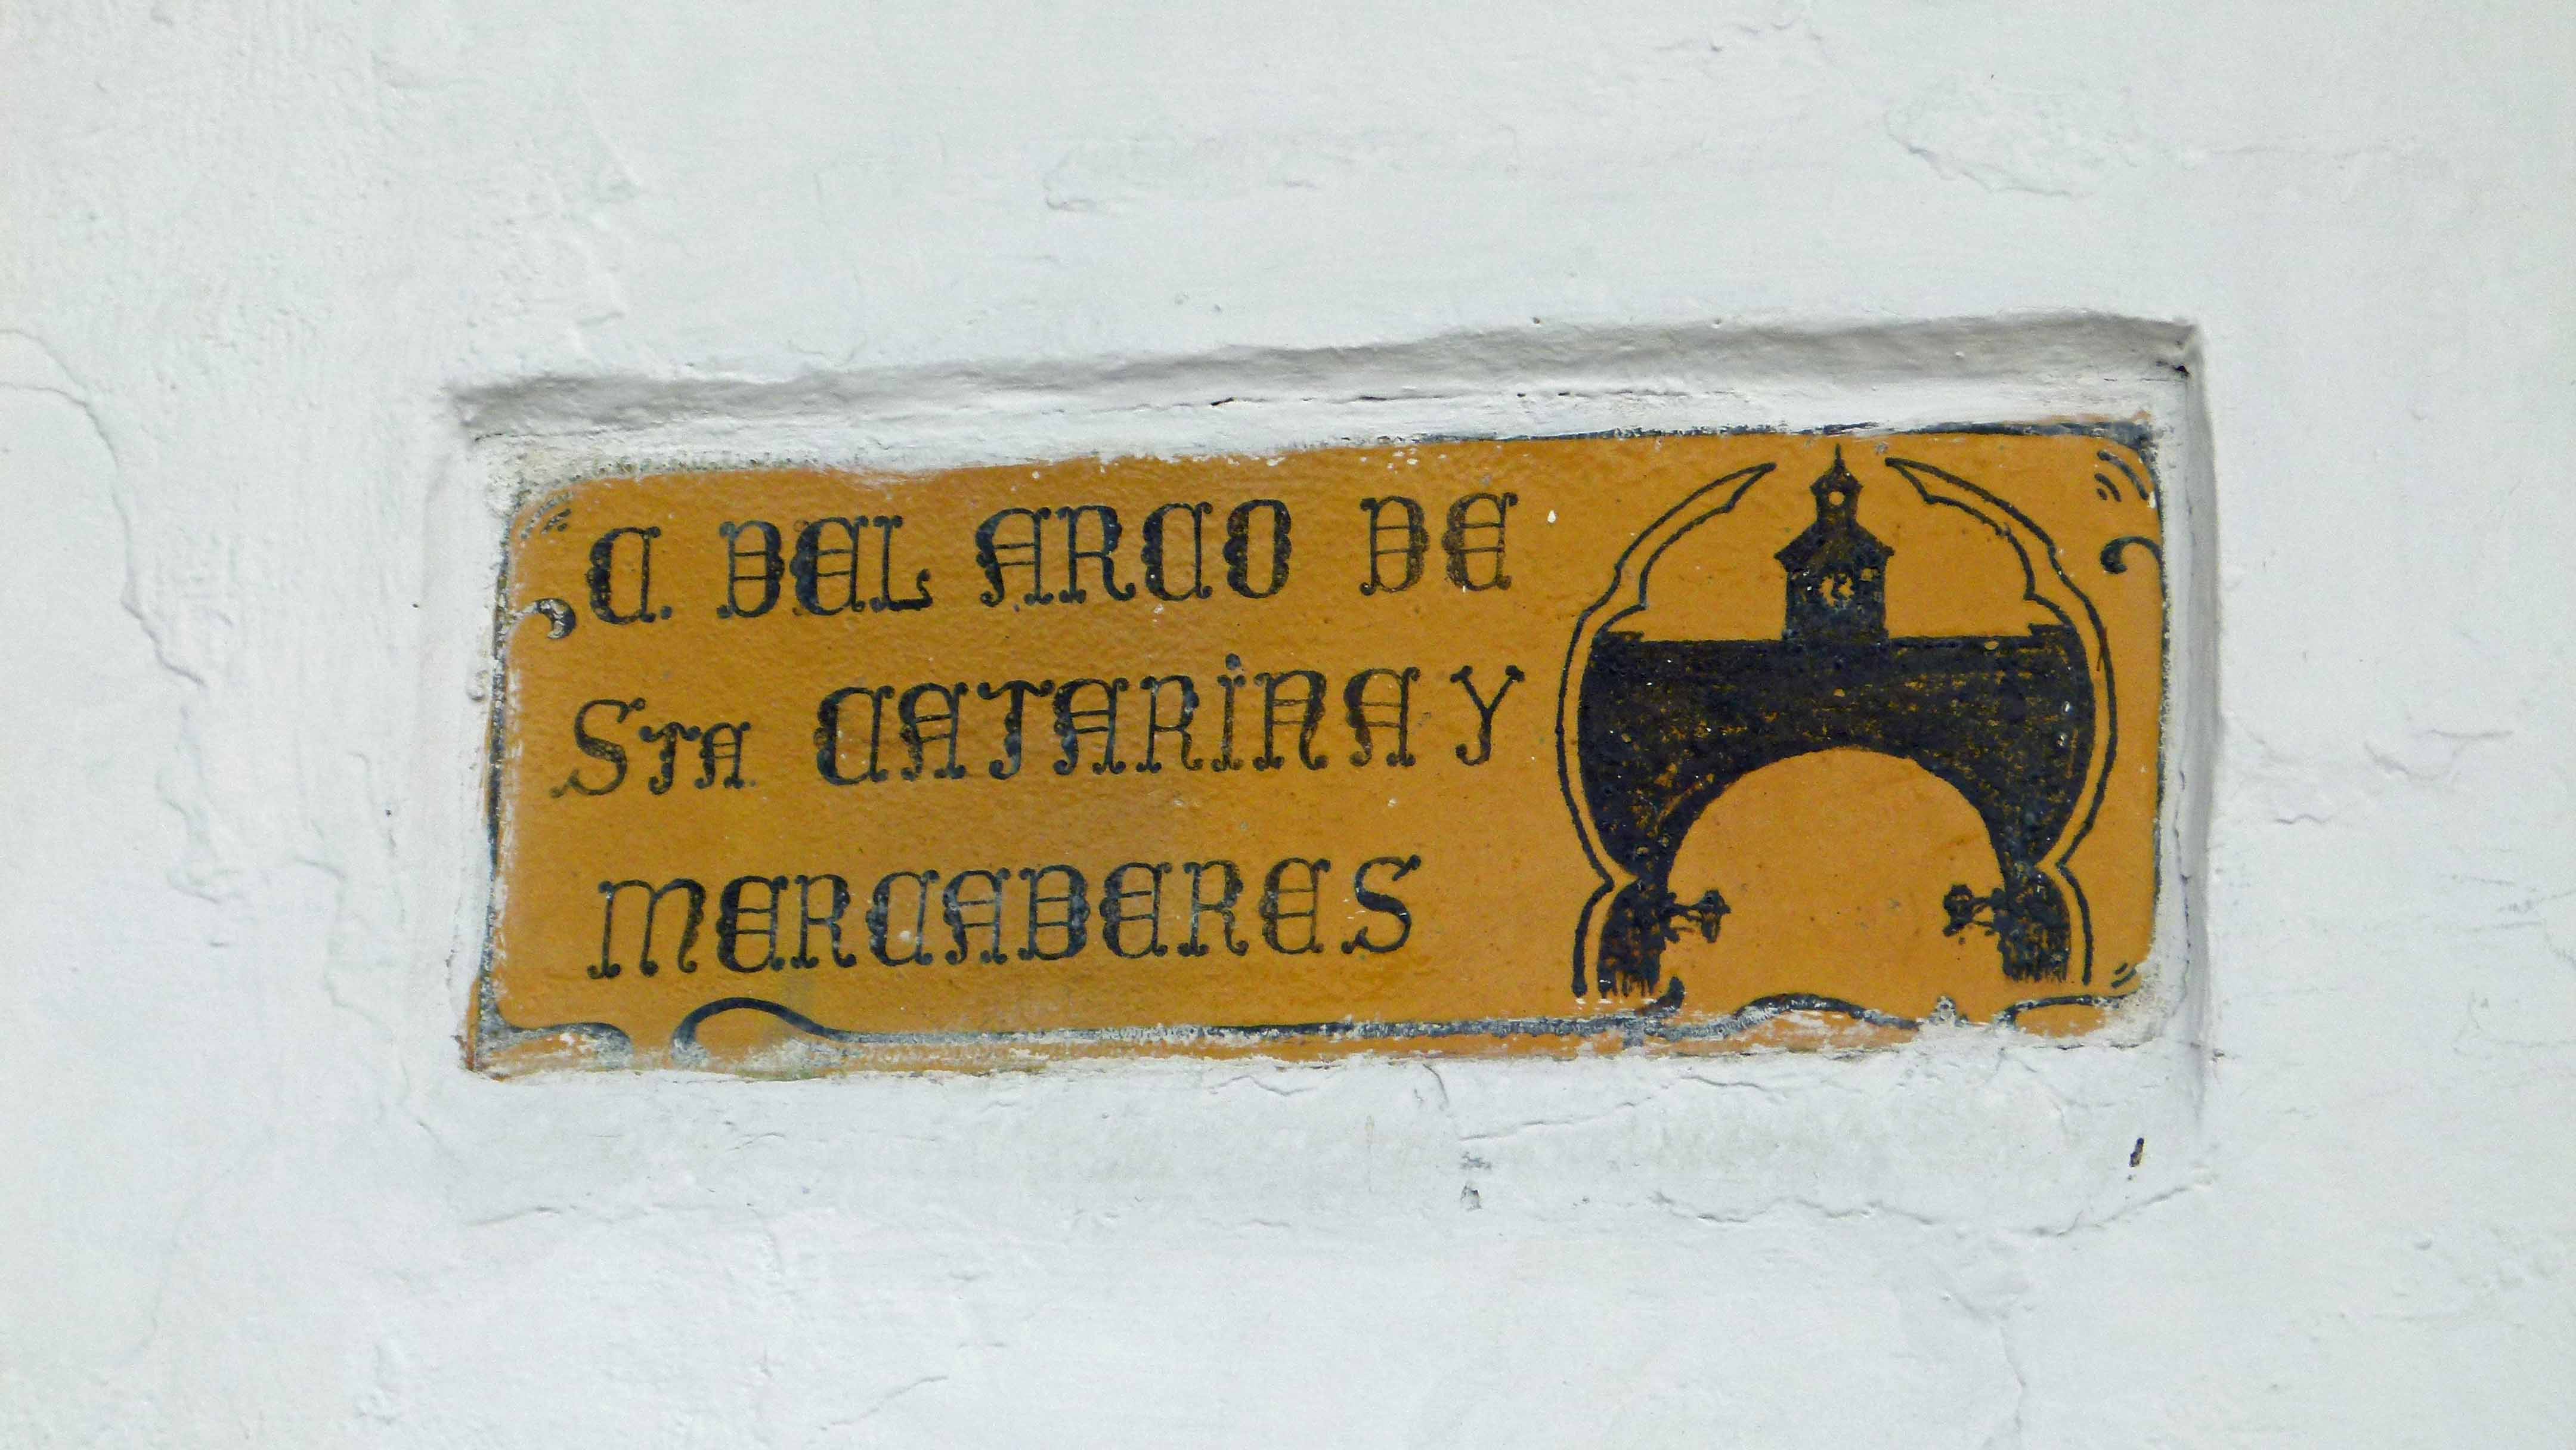 C. DEL ARCO DE
STA. CATARINA Y
MERCADERES